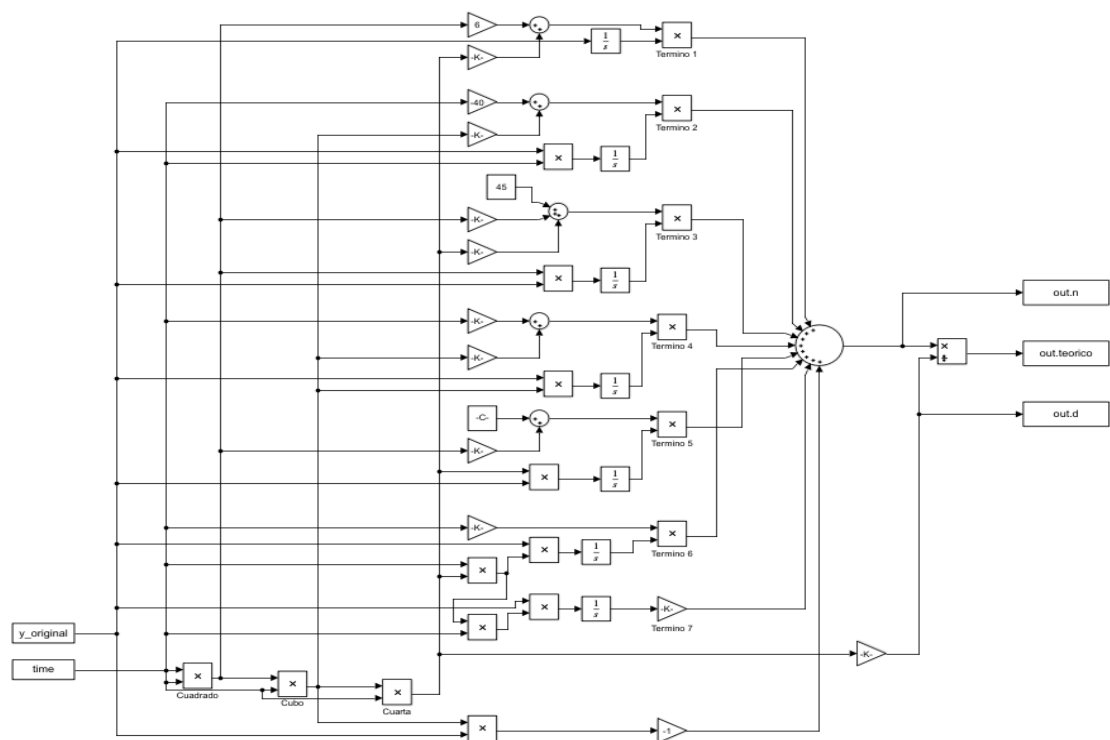 6
1/s
×
Termino 1
-K-
-40
×
Termino 2
-K-
×
1/s
45
-K-
×
Termino 3
-K-
×
1/s
-K-
×
Termino 4
-K-
×
1/s
-C-
×
Termino 5
-K-
×
1/s
-K-
×
Termino 6
×
1/s
×
×
1/s
-K-
Termino 7
×
y_original
time
×
Cuadrado
×
Cubo
×
Cuarta
-K-
×
-1
×
÷
out.n
out.teorico
out.d